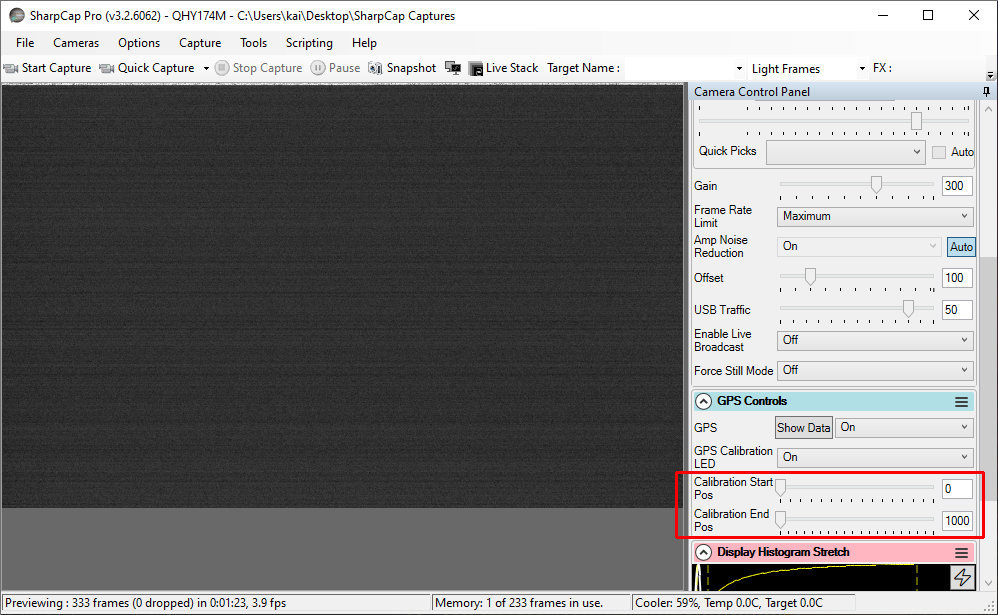 SharpCap Pro (v3.2.6062) - QHY174M - C:\Users\kai\Desktop\SharpCap Captures
File Cameras Options Capture Tools Scripting Help
Start Capture Quick Capture Stop Capture Pause Snapshot Live Stack Target Name : Light Frames FX :
Camera Control Panel
Quick Picks Auto
Gain 300
Frame Rate
Limit Maximum
Amp Noise
Reduction On Auto
Offset 100
USB Traffic 50
Enable Live
Broadcast Off
Force Still Mode Off
GPS Controls
GPS Show Data On
GPS Calibration
LED On
Calibration Start
Pos 0
Calibration End
Pos 1000
Display Histogram Stretch
Previewing : 333 frames (0 dropped) in 0:01:23, 3.9 fps Memory: 1 of 233 frames in use. Cooler: 59%, Temp 0.0C, Target 0.0C